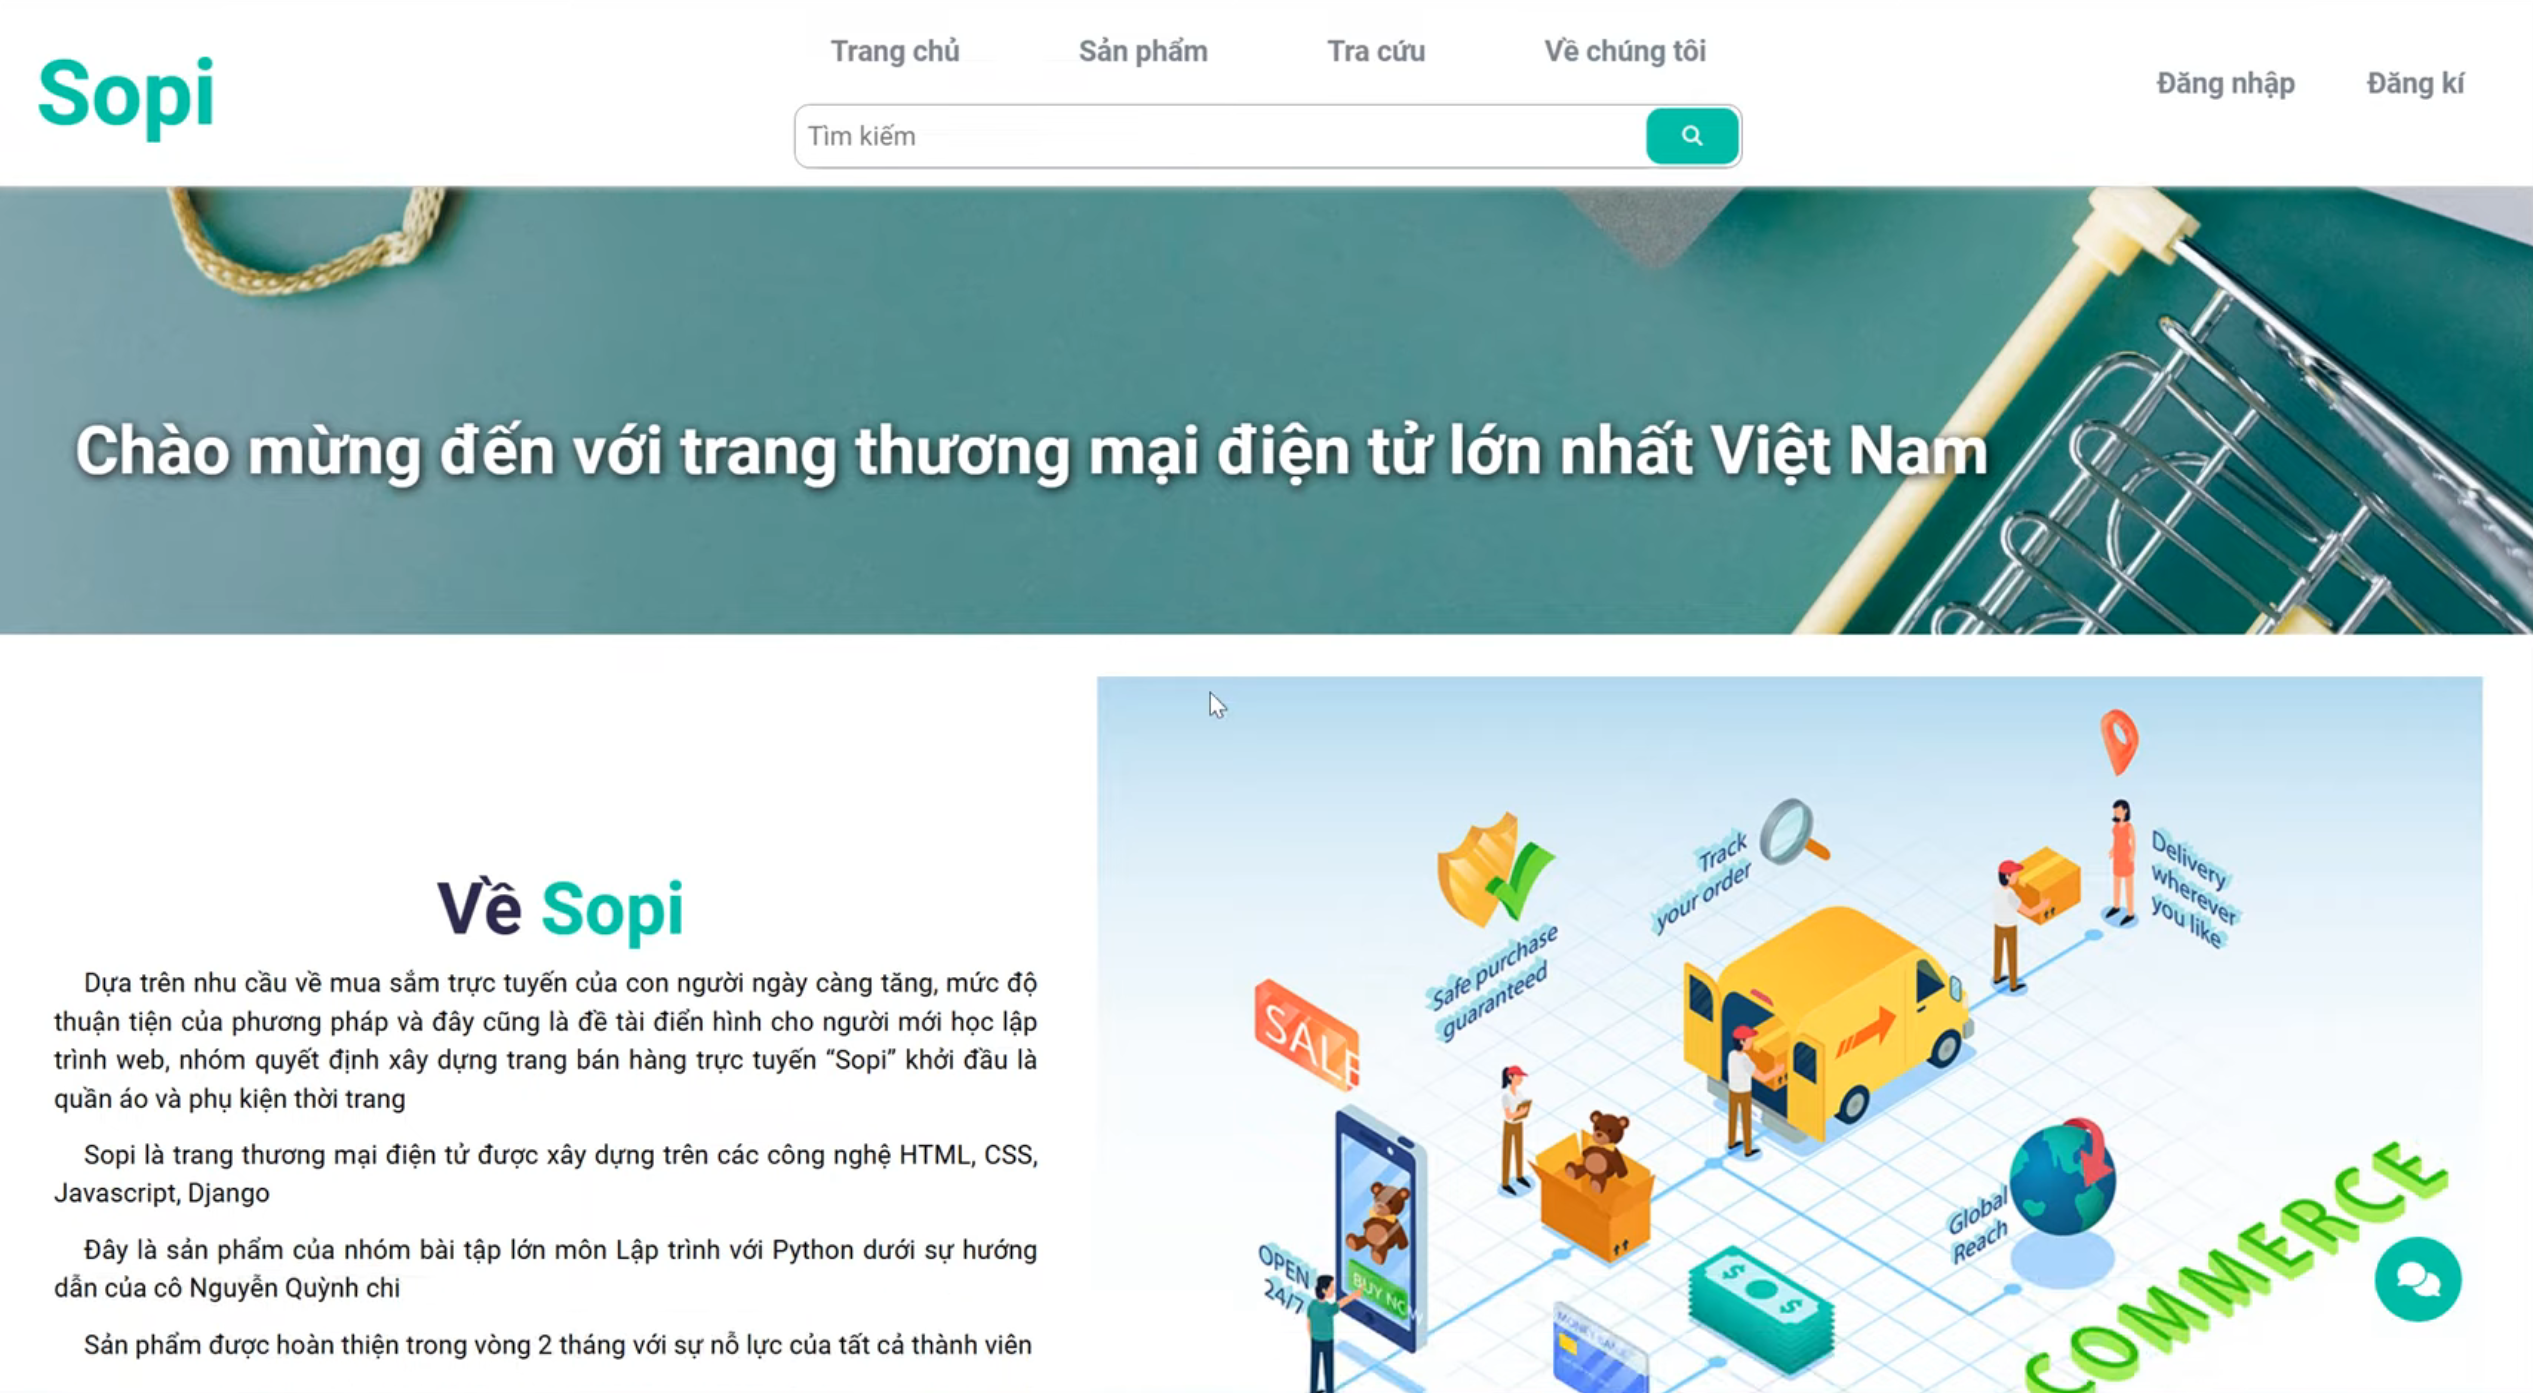 Sopi
Trang chủ
Sản phẩm
Tra cứu
Về chúng tôi
Đăng nhập
Đăng kí
Tìm kiếm
Chào mừng đến với trang thương mại điện tử lớn nhất Việt Nam
Về Sopi
Dựa trên nhu cầu về mua sắm trực tuyến của con người ngày càng tăng, mức độ
thuận tiện của phương pháp và đây cũng là đề tài điển hình cho người mới học lập
trình web, nhóm quyết định xây dựng trang bán hàng trực tuyến “Sopi” khởi đầu là
quần áo và phụ kiện thời trang
Sopi là trang thương mại điện tử được xây dựng trên các công nghệ HTML, CSS,
Javascript, Django
Đây là sản phẩm của nhóm bài tập lớn môn Lập trình với Python dưới sự hướng
dẫn của cô Nguyễn Quỳnh chi
Sản phẩm được hoàn thiện trong vòng 2 tháng với sự nỗ lực của tất cả thành viên
Track
your order
Delivery
wherever
you like
Safe purchase
guaranteed
SALE
Global
Reach
OPEN
24/7
BUY NOW
COMMERCE